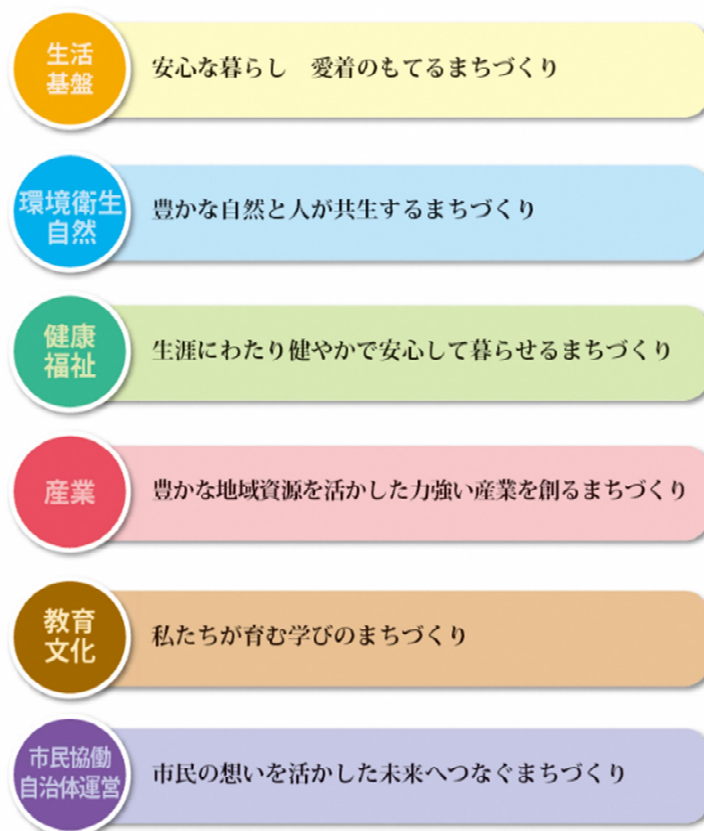 生活
基盤
安心な暮らし　愛着のもてるまちづくり
環境衛生
自然
豊かな自然と人が共生するまちづくり
健康
福祉
生涯にわたり健やかで安心して暮らせるまちづくり
産業
豊かな地域資源を活かした力強い産業を創るまちづくり
教育
文化
私たちが育む学びのまちづくり
市民協働
自治体運営
市民の想いを活かした未来へつなぐまちづくり